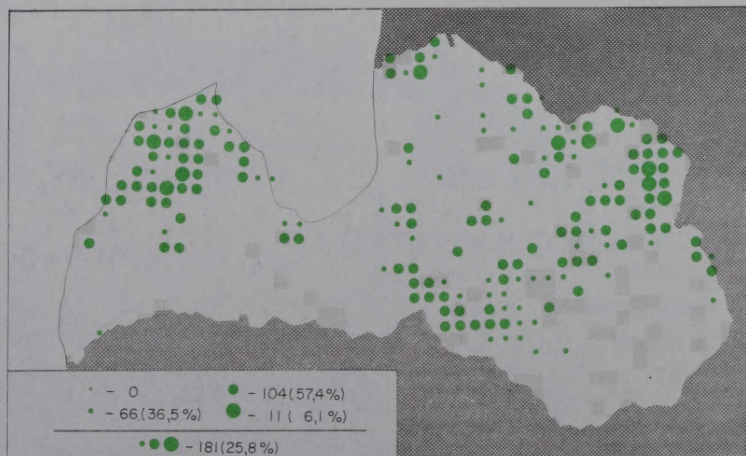 - 0
- 104 (57,4%)
- 66 (36,5%)
- 11 ( 6,1%)
- 181 (25,8%)